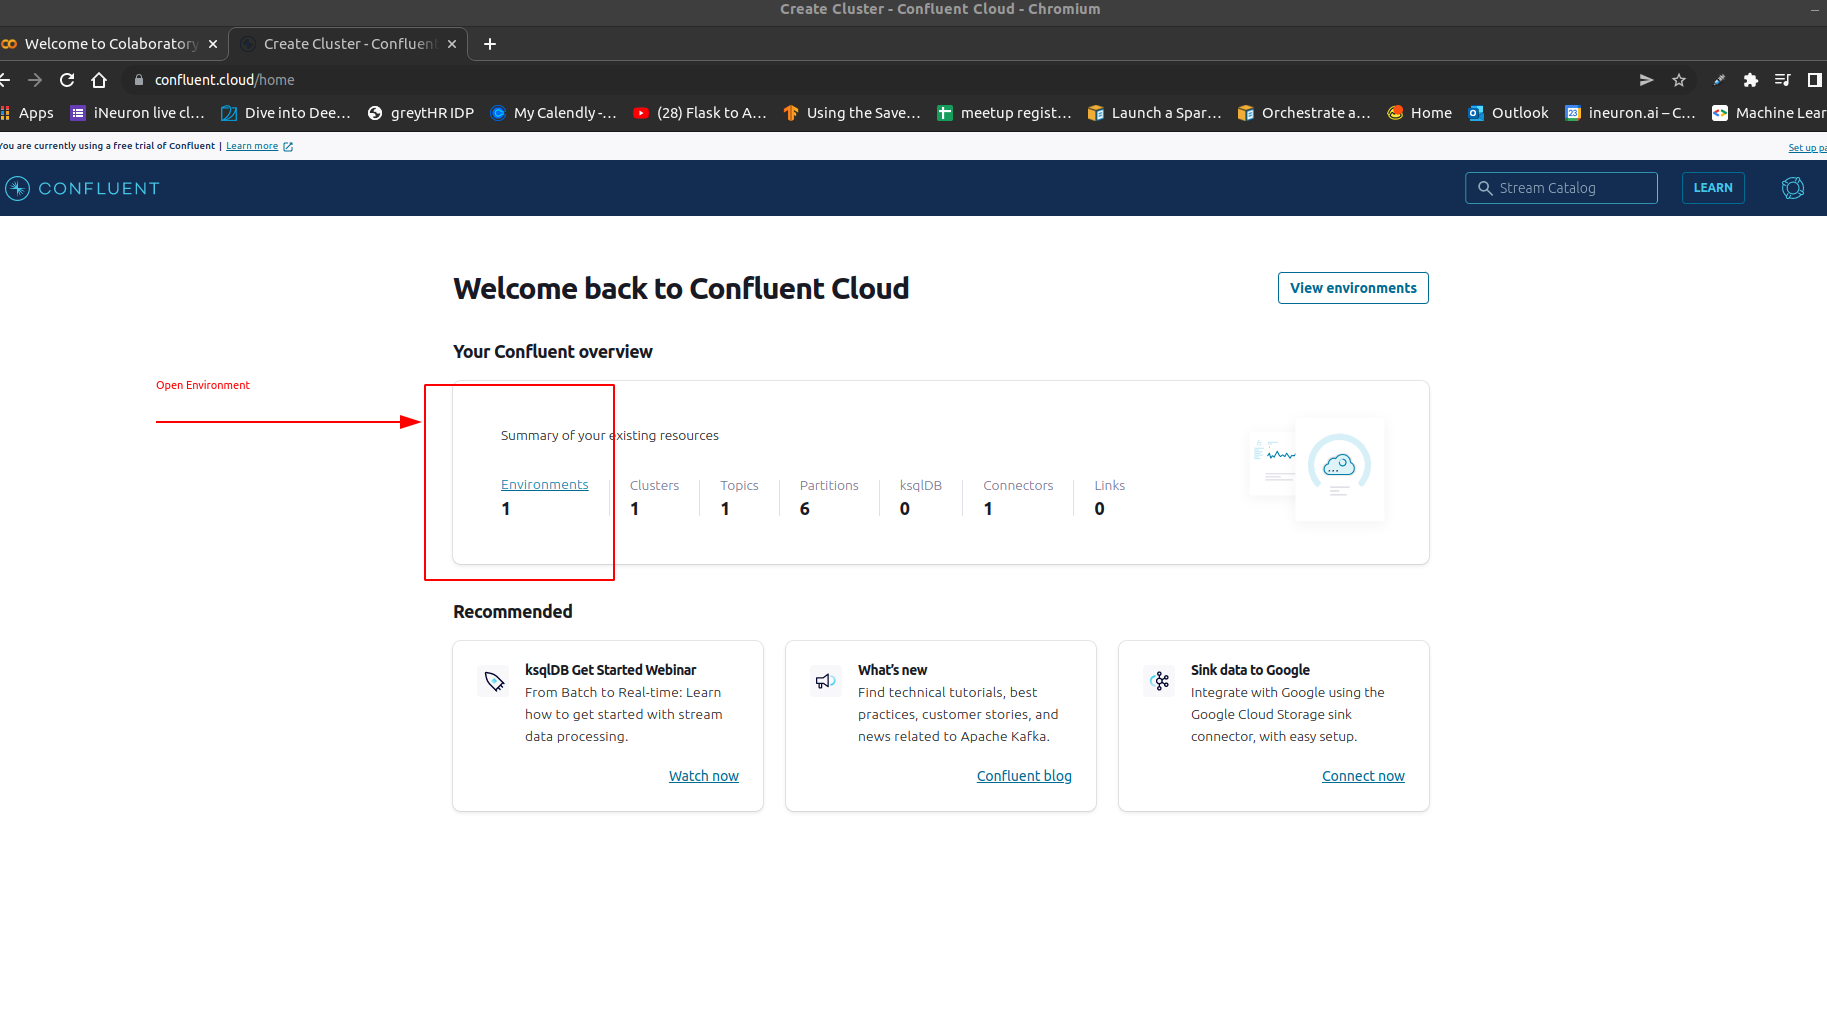 Create Cluster - Confluent Cloud - Chromium
Welcome to Colaboratory
Create Cluster - Confluent
confluent.cloud/home
Apps
iNeuron live cl...
Dive into Dee...
greytHR IDP
My Calendly -...
(28) Flask to A...
Using the Save...
meetup regist...
Launch a Spar...
Orchestrate a...
Home
Outlook
ineuron.ai – C...
Machine Lear
You are currently using a free trial of Confluent | Learn more
Set up pa
CONFLUENT
Stream Catalog
LEARN
Welcome back to Confluent Cloud
View environments
Your Confluent overview
Open Environment
Summary of your existing resources
Environments
1
Clusters
1
Topics
1
Partitions
6
ksqlDB
0
Connectors
1
Links
0
Recommended
ksqlDB Get Started Webinar
From Batch to Real-time: Learn
how to get started with stream
data processing.
Watch now
What's new
Find technical tutorials, best
practices, customer stories, and
news related to Apache Kafka.
Confluent blog
Sink data to Google
Integrate with Google using the
Google Cloud Storage sink
connector, with easy setup.
Connect now